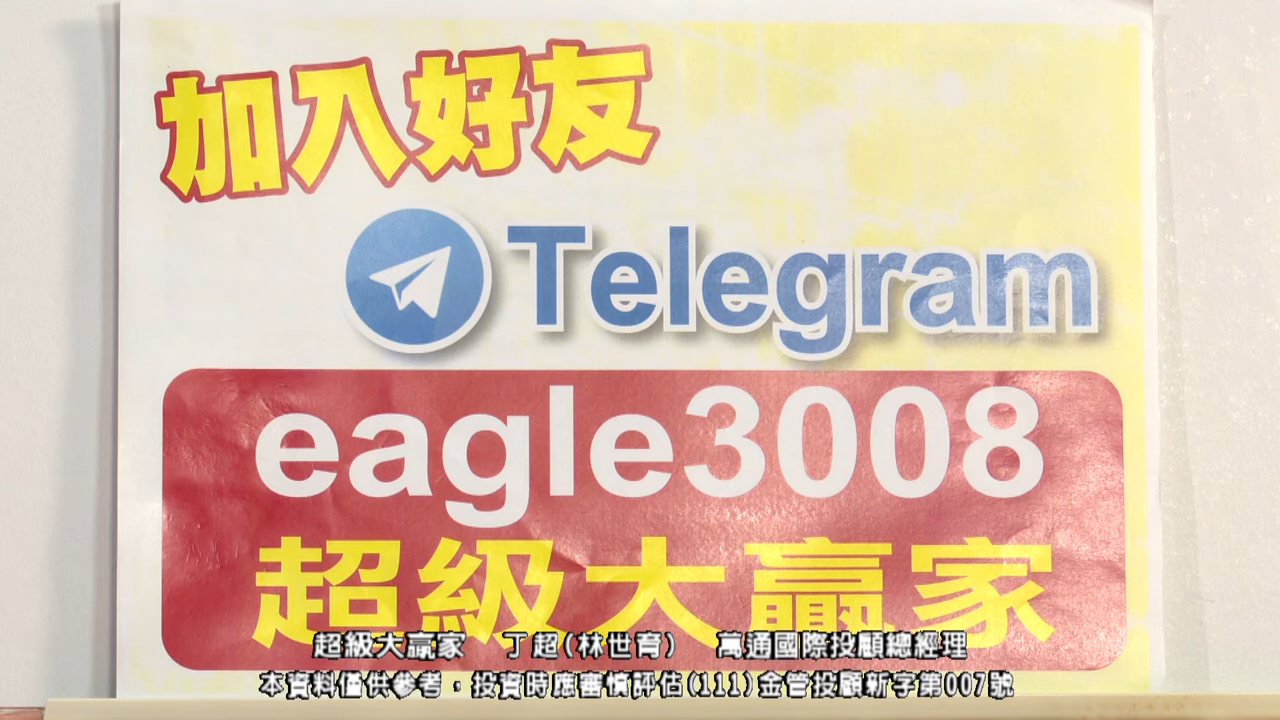 加入好友
Telegram
eagle3008
超級大贏家
超級大贏家 丁超(林世育) 萬通國際投顧總經理
本資料僅供參考，投資時應審慎評估(111)金管投顧新字第007號